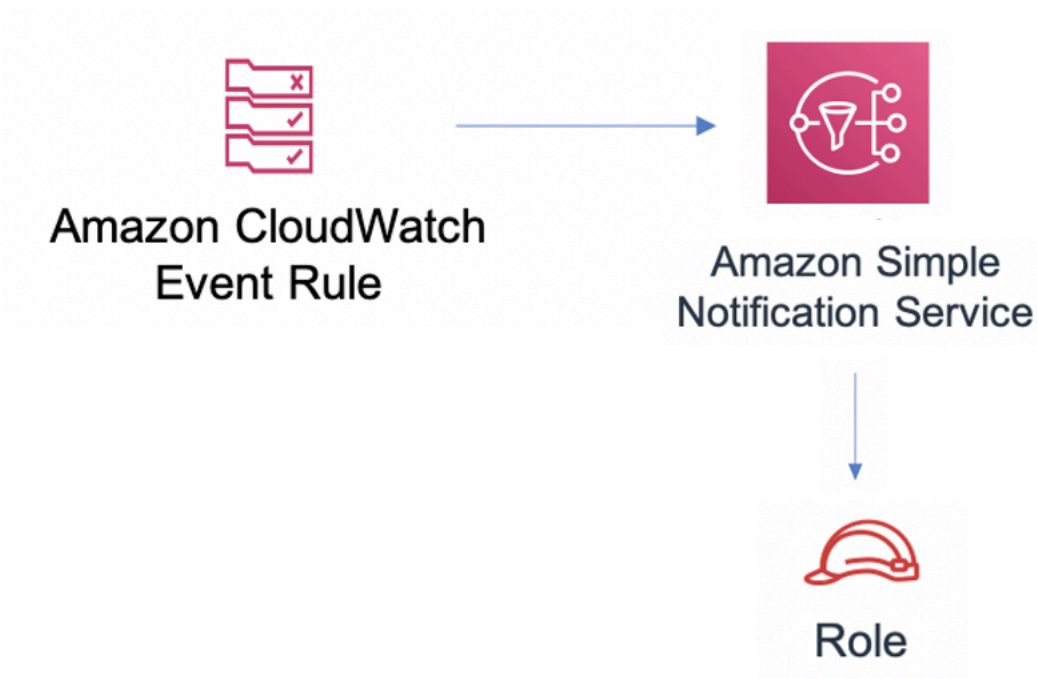 Amazon CloudWatch
Event Rule
Amazon Simple
Notification Service
Role